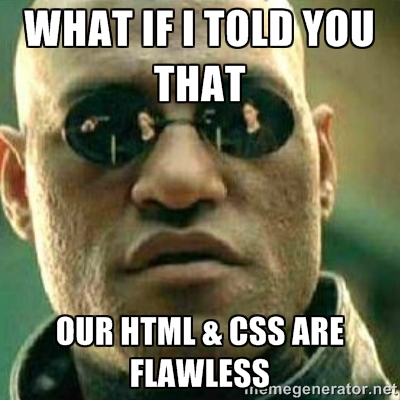 WHAT IF I TOLD YOU
THAT
OUR HTML & CSS ARE
FLAWLESS
memegenerator.net